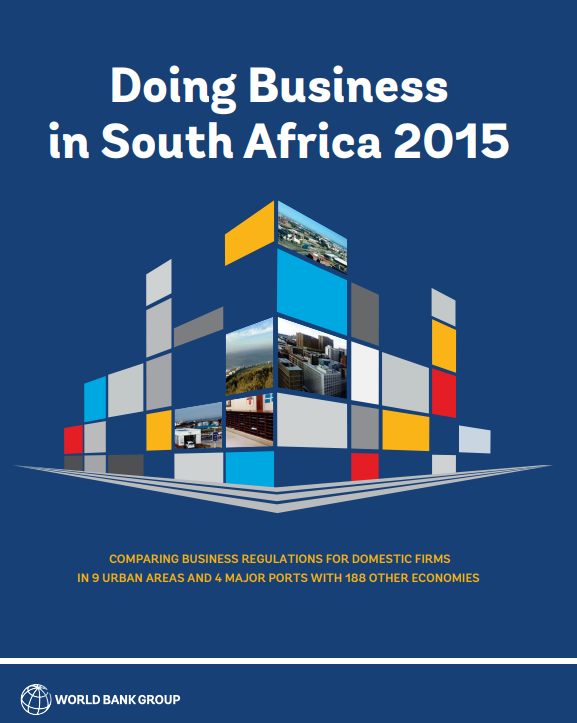 Doing Business
in South Africa 2015
COMPARING BUSINESS REGULATIONS FOR DOMESTIC FIRMS
IN 9 URBAN AREAS AND 4 MAJOR PORTS WITH 188 OTHER ECONOMIES
WORLD BANK GROUP